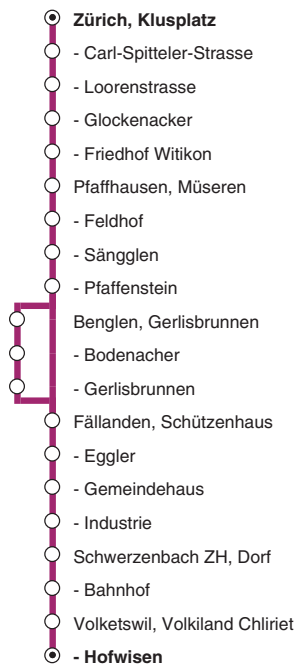 Zürich, Klusplatz
- Carl-Spitteler-Strasse
- Loorenstrasse
- Glockenacker
- Friedhof Witikon
Pfaffhausen, Müseren
- Feldhof
- Sängglen
- Pfaffenstein
Benglen, Gerlisbrunnen
- Bodenacher
- Gerlisbrunnen
Fällanden, Schützenhaus
- Eggler
- Gemeindehaus
- Industrie
Schwerzenbach ZH, Dorf
- Bahnhof
Volketswil, Volkiland Chliriet
- Hofwisen